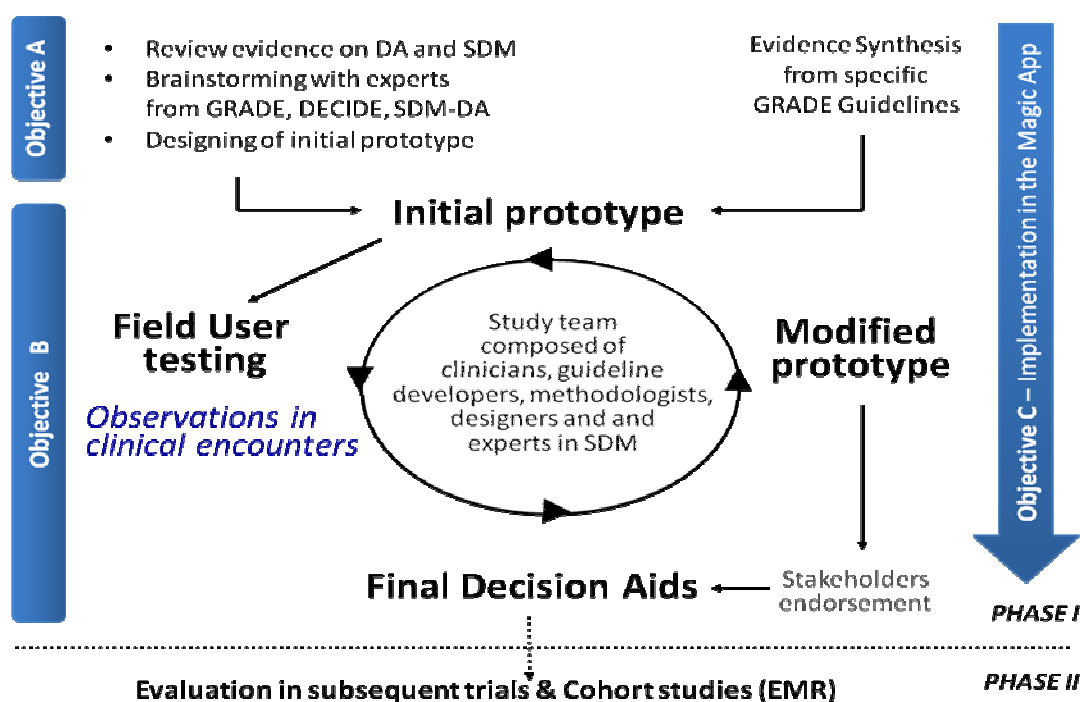 Objective A
• Review evidence on DA and SDM
• Brainstorming with experts
from GRADE, DECIDE, SDM-DA
• Designing of initial prototype
Evidence Synthesis
from specific
GRADE Guidelines
Objective C – Implementation in the Magic App
Initial prototype
Objective B
Field User
testing
Observations in
clinical encounters
Study team
composed of
clinicians, guideline
developers, methodologists,
designers and and
experts in SDM
Modified
prototype
Final Decision Aids
Stakeholders
endorsement
PHASE I
PHASE II
Evaluation in subsequent trials & Cohort studies (EMR)